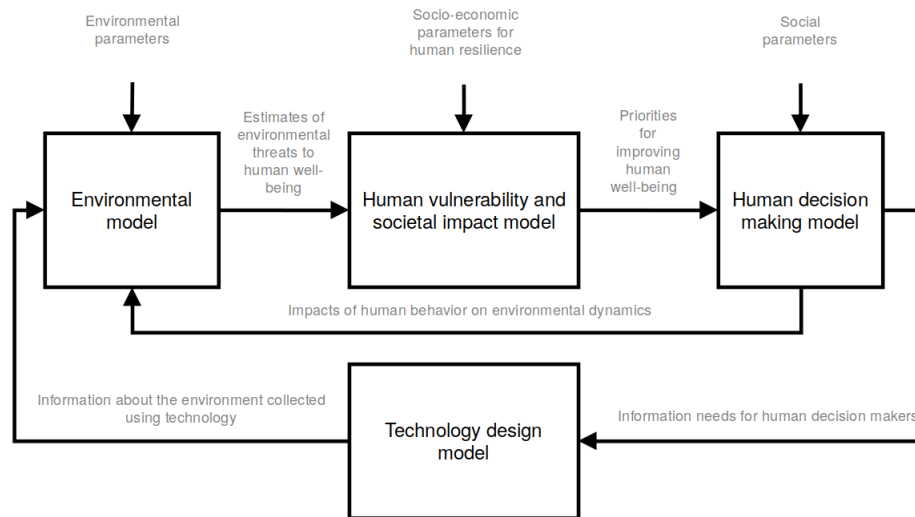 Environmental
parameters
Socio-economic
parameters for
human resilience
Social
parameters
Estimates of
environmental
threats to
human well-
being
Priorities
for
improving
human
well-being
Environmental
model
Human vulnerability and
societal impact model
Human decision
making model
Impacts of human behavior on environmental dynamics
Information about the environment collected
using technology
Technology design
model
Information needs for human decision makers